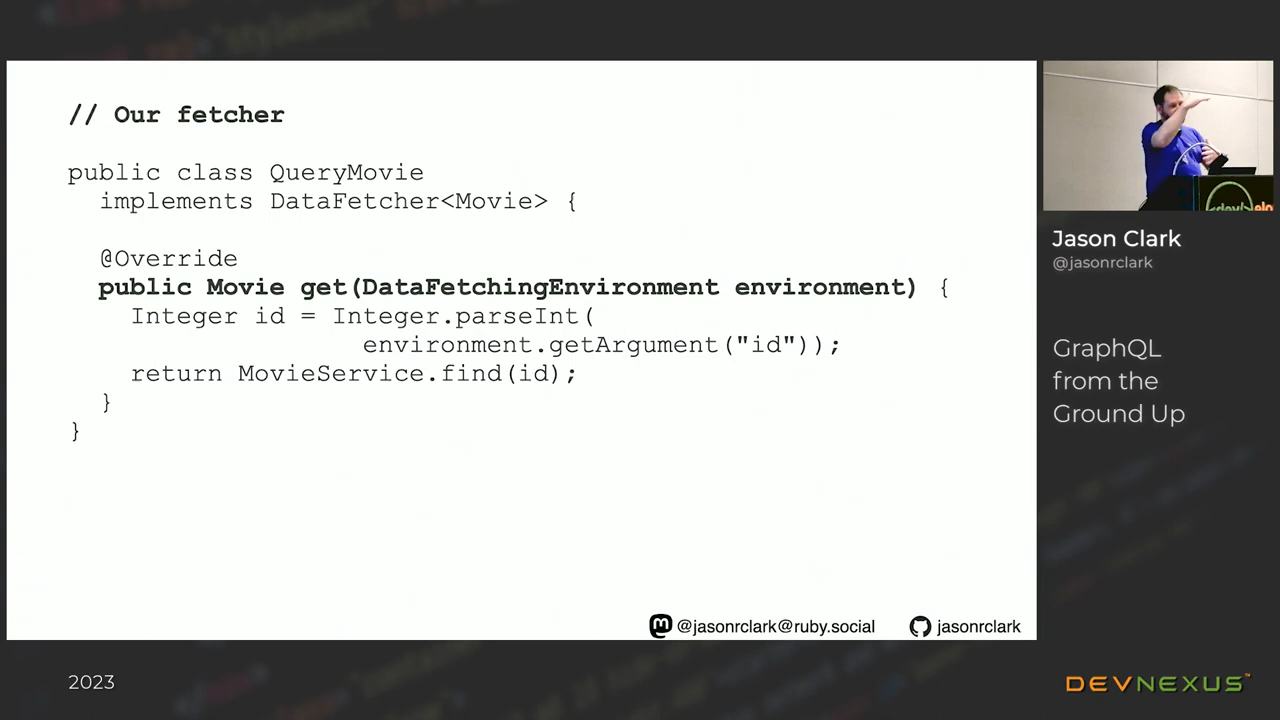 // Our fetcher
public class QueryMovie
implements DataFetcher<Movie> {
@Override
public Movie get(DataFetchingEnvironment environment) {
Integer id = Integer.parseInt(
environment.getArgument("id"));
return MovieService.find(id);
}
}
@jasonrclark@ruby.social
jasonrclark
Jason Clark
@jasonrclark
GraphQL
from the
Ground Up
2023
DEVNEXUS™